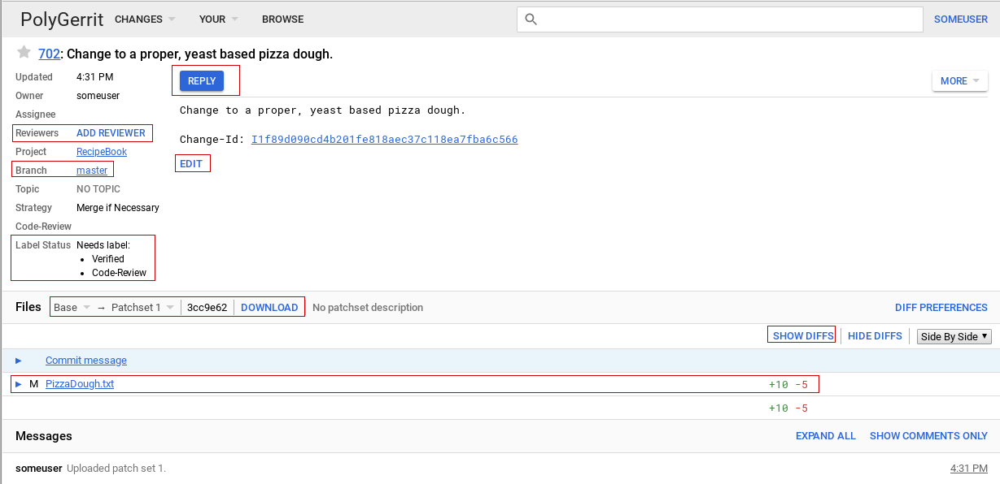 PolyGerrit CHANGES YOUR BROWSE SOMEUSER
702: Change to a proper, yeast based pizza dough.
Updated 4:31 PM
Owner someuser
Assignee
Reviewers ADD REVIEWER
Project RecipeBook
Branch master
Topic NO TOPIC
Strategy Merge if Necessary
Code-Review
Label Status Needs label:
• Verified
• Code-Review
REPLY MORE
Change to a proper, yeast based pizza dough.
Change-Id: I1f89d090cd4b201fe818aec37c118ea7fba6c566
EDIT
Files Base → Patchset 1 3cc9e62 DOWNLOAD No patchset description DIFF PREFERENCES
SHOW DIFFS HIDE DIFFS Side By Side
Commit message
M PizzaDough.txt +10 -5
+10 -5
Messages EXPAND ALL SHOW COMMENTS ONLY
someuser Uploaded patch set 1. 4:31 PM